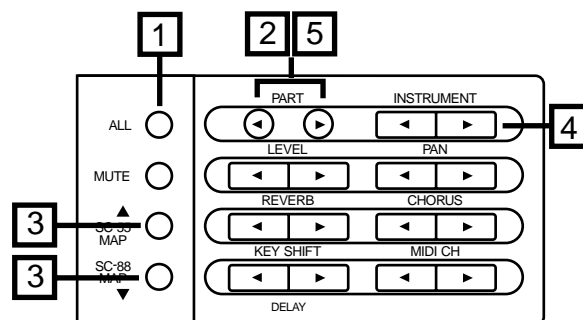 1
2 5
PART INSTRUMENT
ALL
4
LEVEL PAN
MUTE
REVERB CHORUS
3
SC-55
MAP
KEY SHIFT MIDI CH
3
SC-88
MAP
DELAY